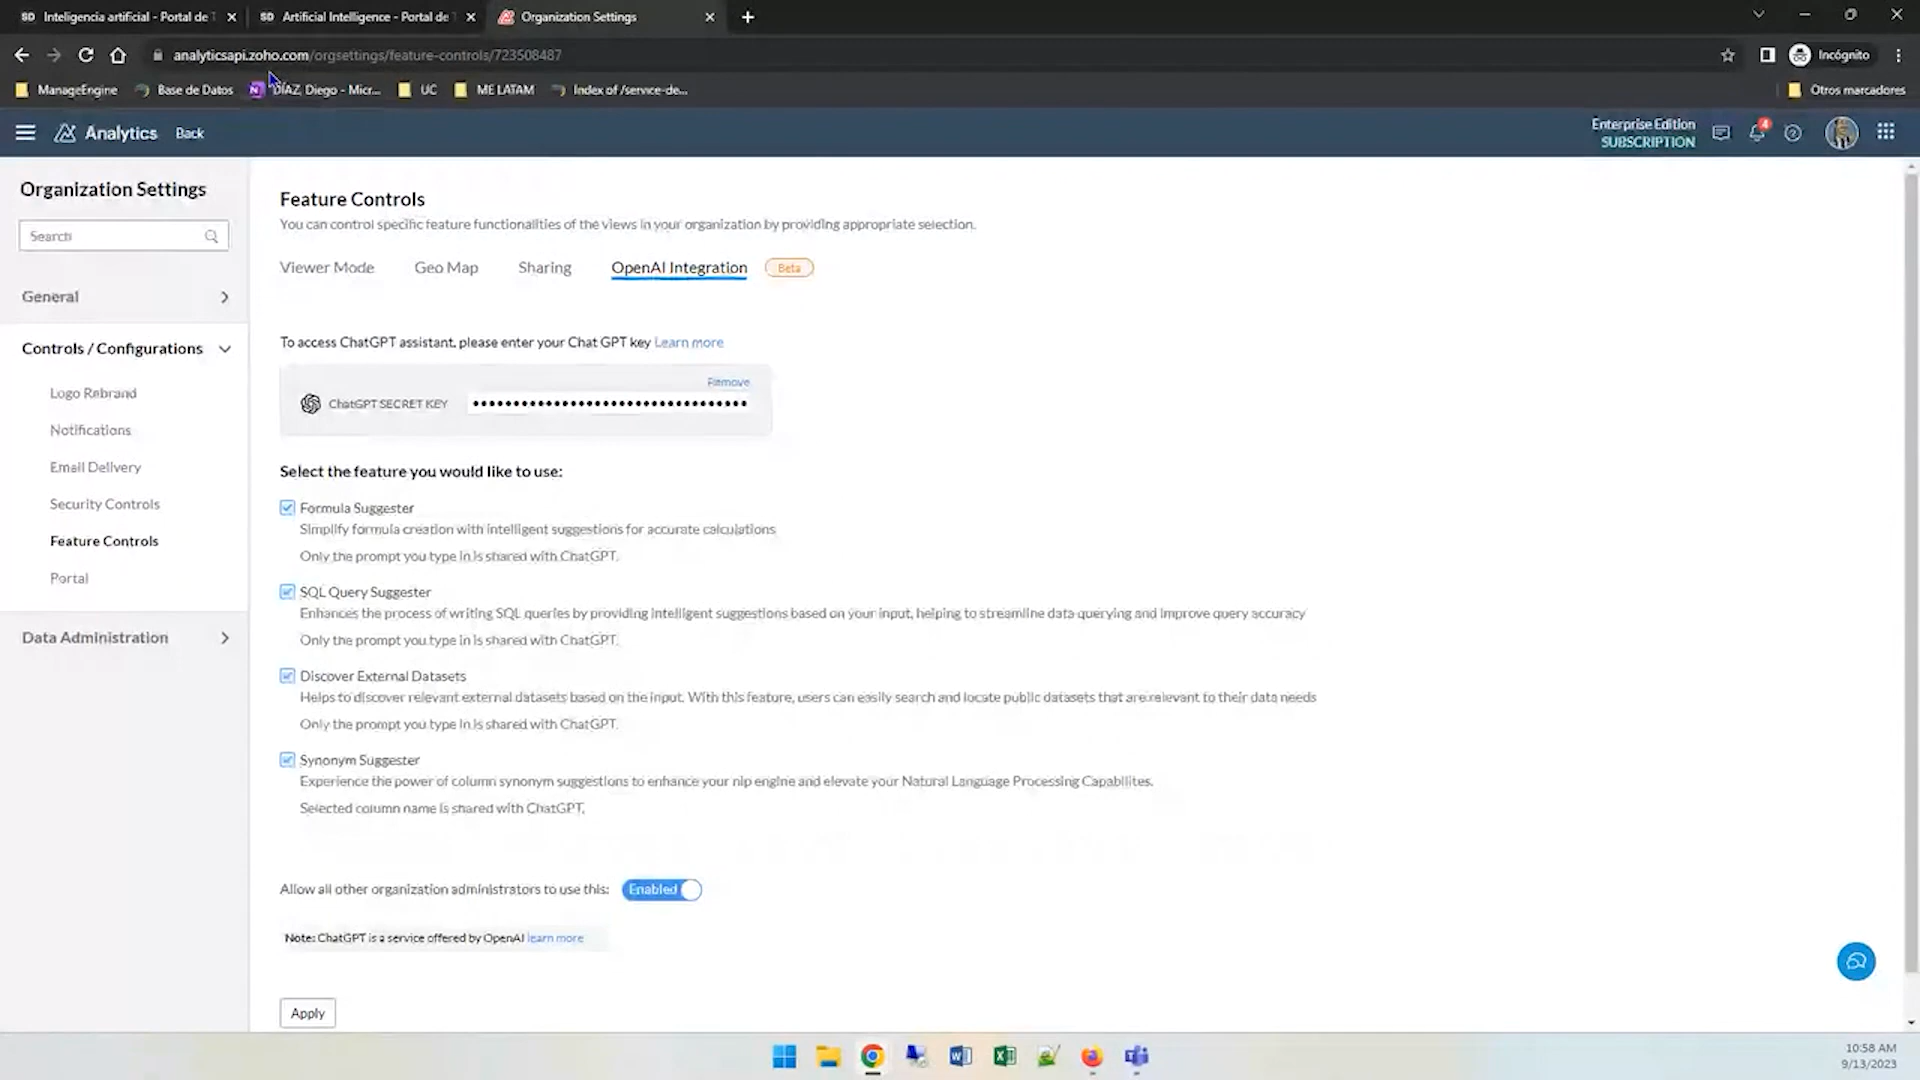 SD Inteligencia artificial - Portal de
SD Artificial Intelligence - Portal de
Organization Settings
analyticsapi.zoho.com/orgsettings/feature-controls/723508487
Incógnito
ManageEngine
Base de Datos
N DÍAZ, Diego - Micr...
UC
ME LATAM
Index of /service-de...
Otros marcadores
Analytics
Back
Enterprise Edition
SUBSCRIPTION
4
Organization Settings
Search
General
Controls / Configurations
Logo Rebrand
Notifications
Email Delivery
Security Controls
Feature Controls
Portal
Data Administration
Feature Controls
You can control specific feature functionalities of the views in your organization by providing appropriate selection.
Viewer Mode
Geo Map
Sharing
OpenAI Integration
Beta
To access ChatGPT assistant, please enter your Chat GPT key Learn more
Remove
ChatGPT SECRET KEY
Select the feature you would like to use:
Formula Suggester
Simplify formula creation with intelligent suggestions for accurate calculations
Only the prompt you type in is shared with ChatGPT.
SQL Query Suggester
Enhances the process of writing SQL queries by providing intelligent suggestions based on your input, helping to streamline data querying and improve query accuracy
Only the prompt you type in is shared with ChatGPT.
Discover External Datasets
Helps to discover relevant external datasets based on the input. With this feature, users can easily search and locate public datasets that are relevant to their data needs
Only the prompt you type in is shared with ChatGPT.
Synonym Suggester
Experience the power of column synonym suggestions to enhance your nlp engine and elevate your Natural Language Processing Capabilites.
Selected column name is shared with ChatGPT.
Allow all other organization administrators to use this:
Enabled
Note: ChatGPT is a service offered by OpenAI learn more
Apply
10:58 AM
9/13/2023